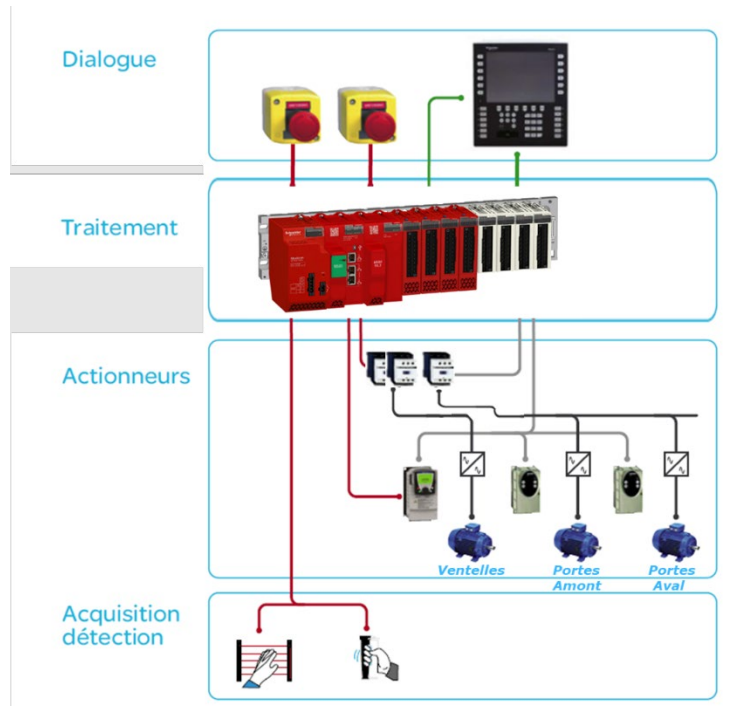 Dialogue
Traitement
Actionneurs
Ventelles
Portes
Amont
Portes
Aval
Acquisition
détection